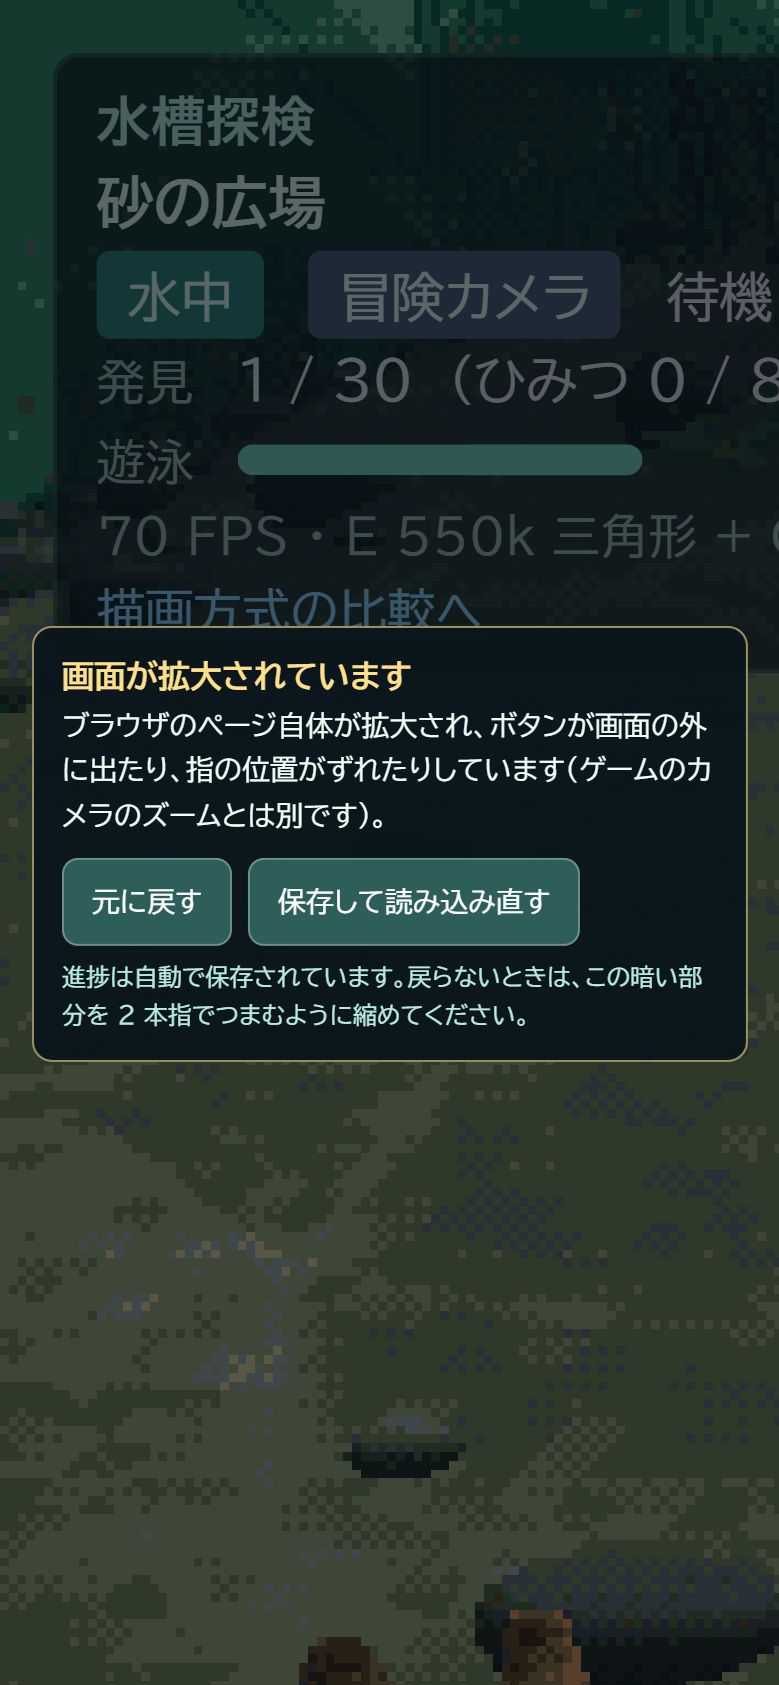 水槽探検
砂の広場
水中 冒険カメラ 待機
発見 1 / 30 （ひみつ 0 / 8
遊泳
70 FPS ・ E 550k 三角形 +
描画方式の比較へ
画面が拡大されています
ブラウザのページ自体が拡大され、ボタンが画面の外
に出たり、指の位置がずれたりしています(ゲームのカ
メラのズームとは別です)。
元に戻す 保存して読み込み直す
進捗は自動で保存されています。戻らないときは、この暗い部
分を 2 本指でつまむように縮めてください。